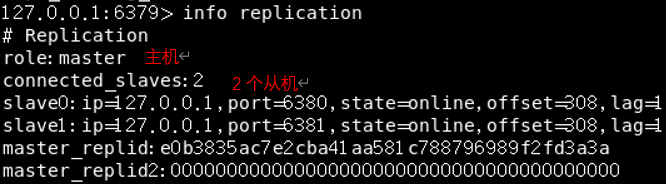 127.0.0.1:6379> info replication
# Replication
role:master 主机↵
connected_slaves:2 2个从机↵
slave0:ip=127.0.0.1,port=6380,state=online,offset=308,lag=1
slave1:ip=127.0.0.1,port=6381,state=online,offset=308,lag=1
master_replid:e0b3835ac7e2cba41aa581c788796989f2fd3a3a
master_replid2:0000000000000000000000000000000000000000